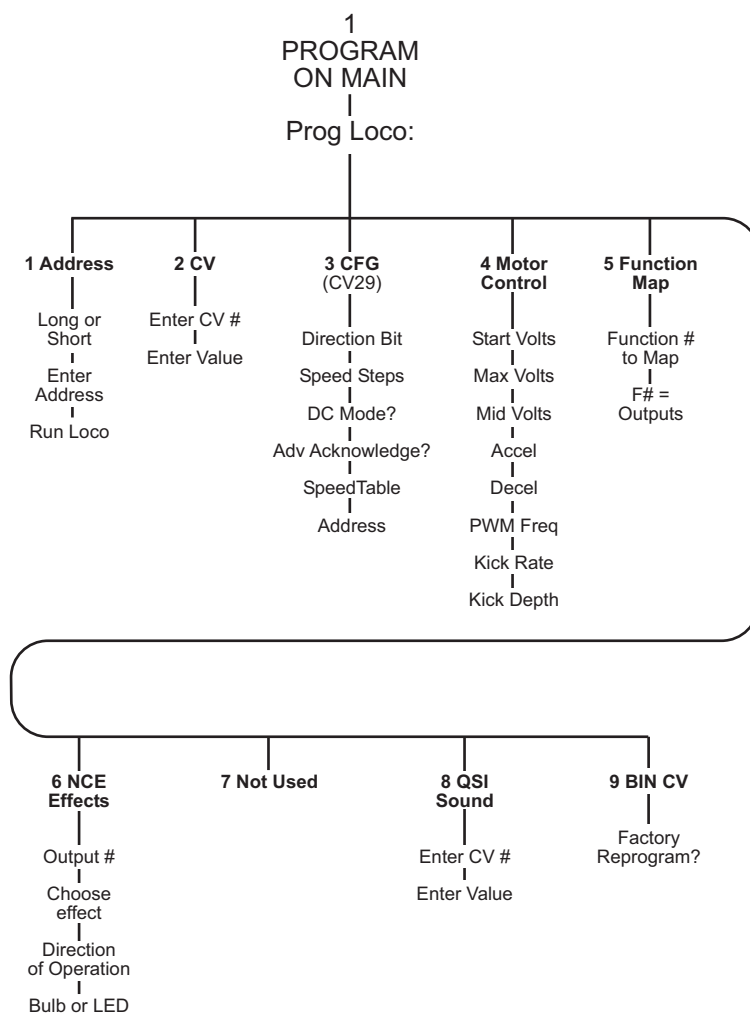 1
PROGRAM
ON MAIN
Prog Loco:
1 Address
Long or
Short
Enter
Address
Run Loco
2 CV
Enter CV #
Enter Value
3 CFG
(CV29)
Direction Bit
Speed Steps
DC Mode?
Adv Acknowledge?
SpeedTable
Address
4 Motor
Control
Start Volts
Max Volts
Mid Volts
Accel
Decel
PWM Freq
Kick Rate
Kick Depth
5 Function
Map
Function #
to Map
F# =
Outputs
6 NCE
Effects
Output #
Choose
effect
Direction
of Operation
Bulb or LED
7 Not Used
8 QSI
Sound
Enter CV #
Enter Value
9 BIN CV
Factory
Reprogram?